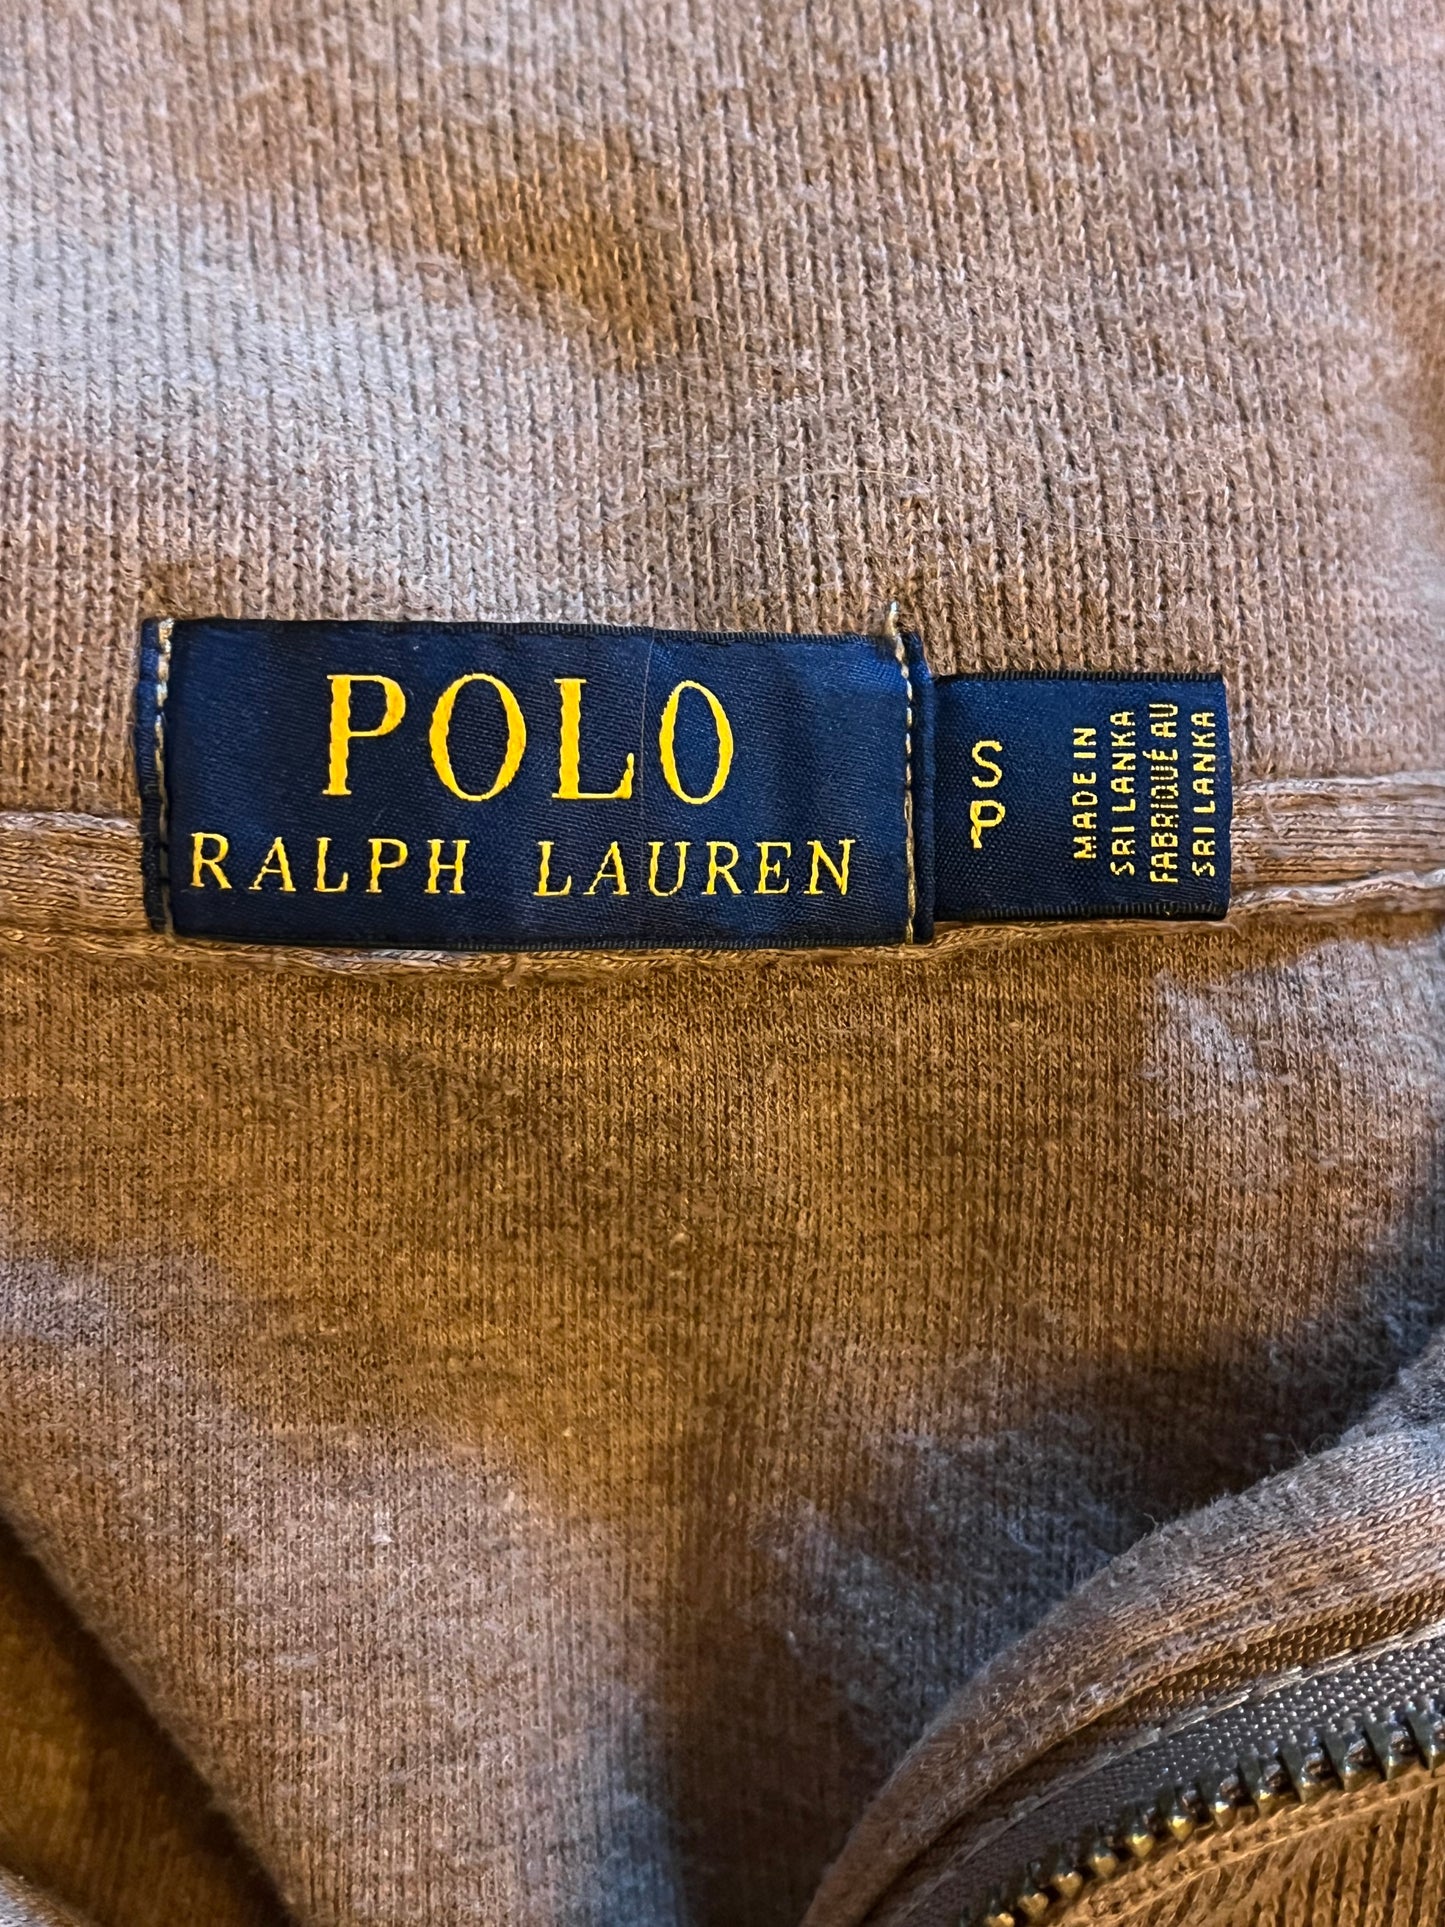 POLO
RALPH LAUREN
S
P
MADE IN
SRI LANKA
FABRIQUÉ AU
SRI LANKA